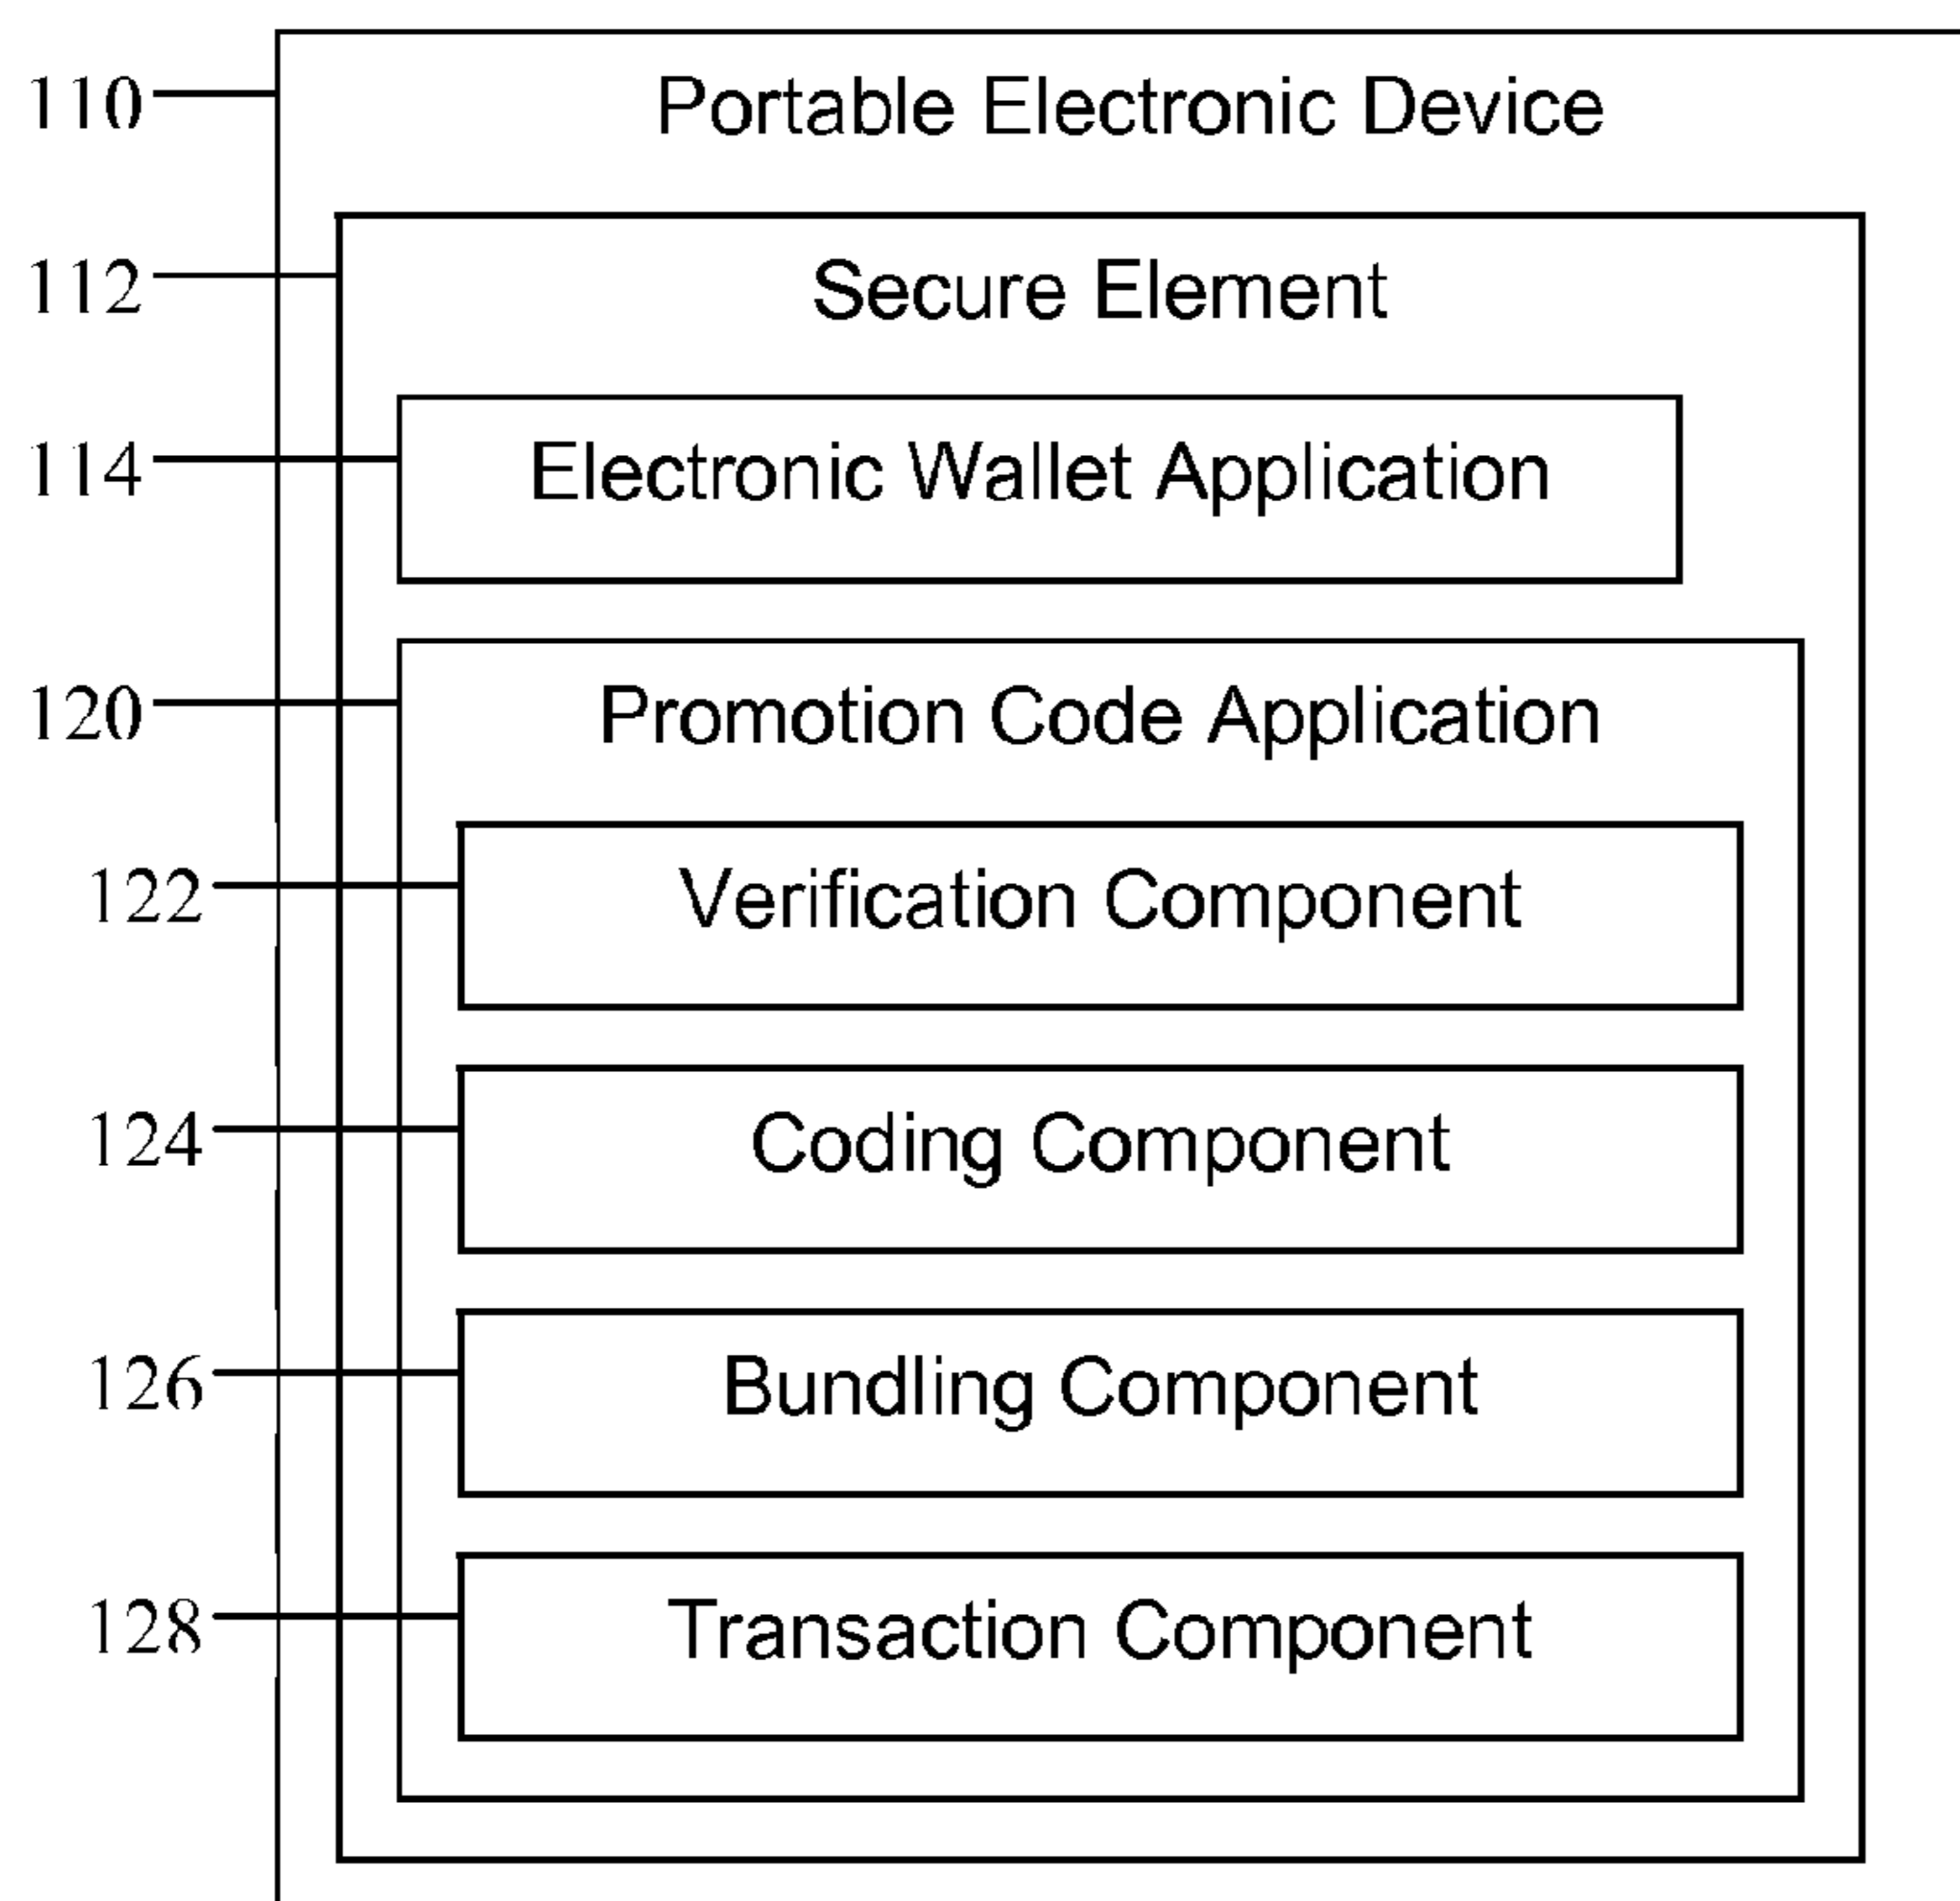 110 Portable Electronic Device
112 Secure Element
114 Electronic Wallet Application
120 Promotion Code Application
122 Verification Component
124 Coding Component
126 Bundling Component
128 Transaction Component